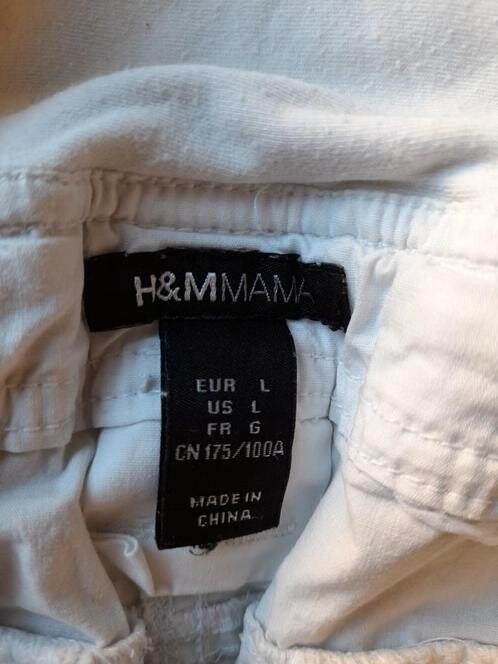 H&MMAMA
EUR L
US L
FR G
CN 175/100A
MADE IN
CHINA